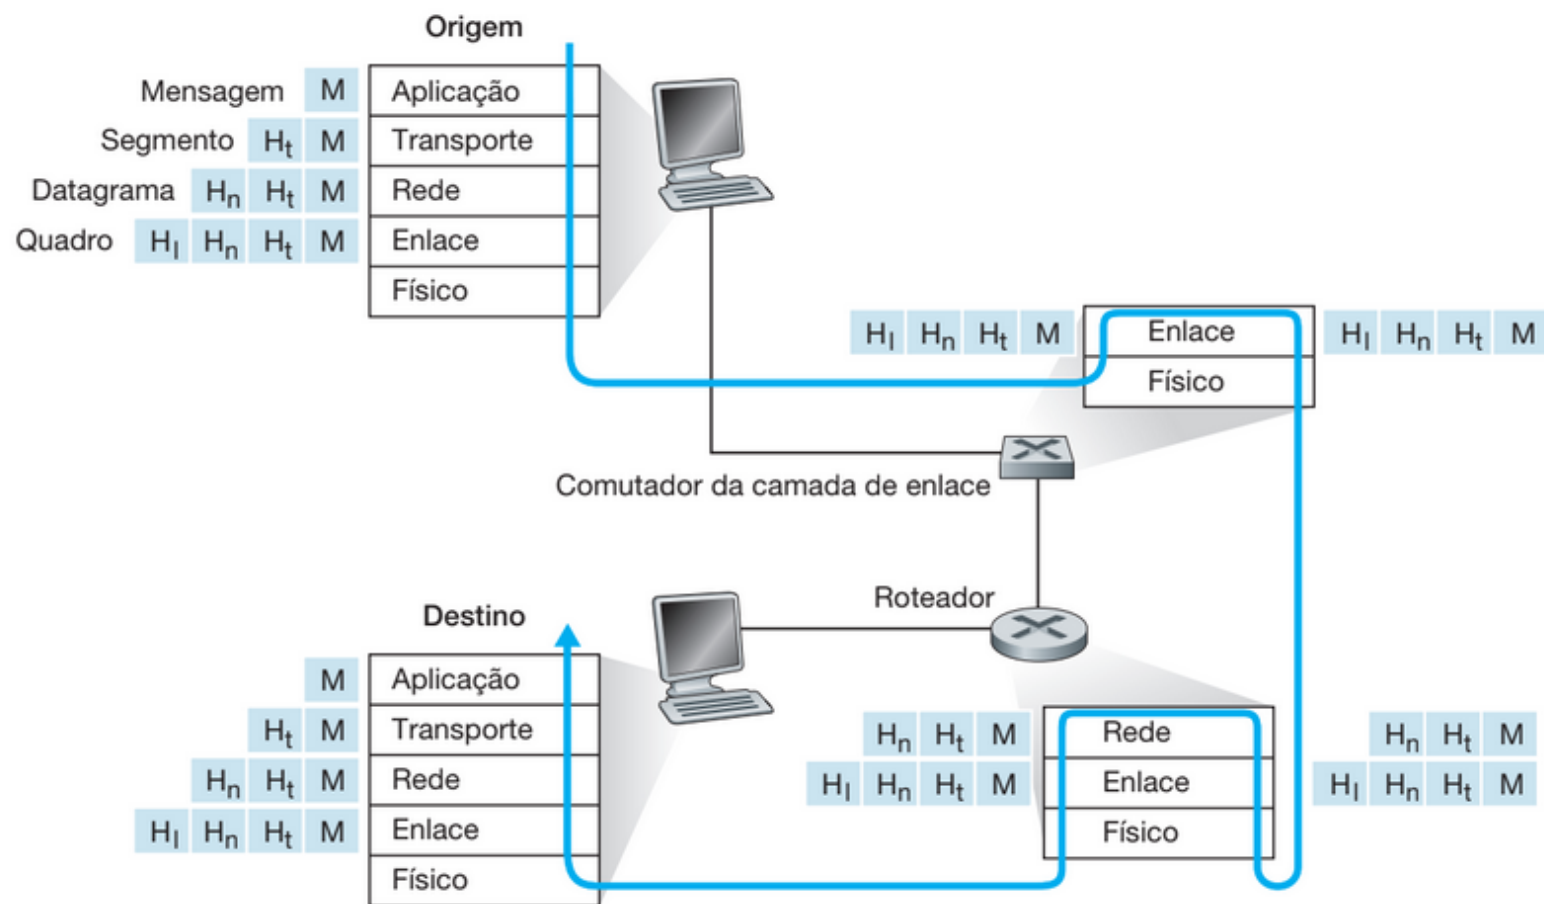 Origem
Mensagem M Aplicação
Segmento Ht M Transporte
Datagrama Hn Ht M Rede
Quadro Hl Hn Ht M Enlace
Físico
Hl Hn Ht M Enlace Hl Hn Ht M
Físico
Comutador da camada de enlace
Roteador
Destino
M Aplicação
Ht M Transporte
Hn Ht M Rede
Hl Hn Ht M Enlace
Físico
Hn Ht M Rede Hn Ht M
Hl Hn Ht M Enlace Hl Hn Ht M
Físico